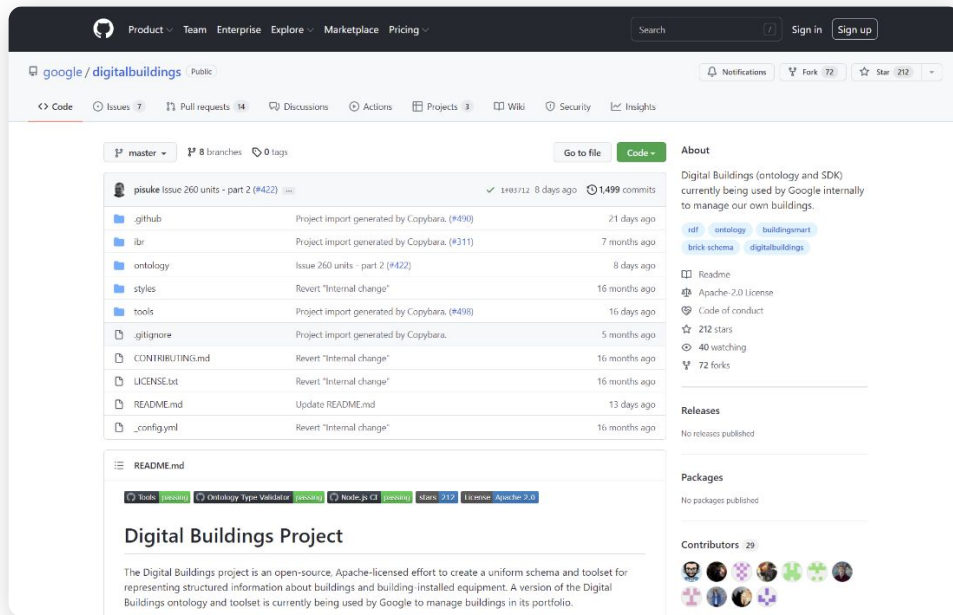 Product Team Enterprise Explore Marketplace Pricing Search / Sign in Sign up
google / digitalbuildings Public Notifications Fork 72 Star 212
Code Issues 7 Pull requests 14 Discussions Actions Projects 3 Wiki Security Insights
master 8 branches 0 tags Go to file Code
pisuke Issue 260 units - part 2 (#422) ... 8 days ago 1,499 commits
.github Project import generated by Copybara. (#490) 21 days ago
ibr Project import generated by Copybara. (#311) 7 months ago
ontology Issue 260 units - part 2 (#422) 8 days ago
styles Revert "Internal change" 16 months ago
tools Project import generated by Copybara. (#498) 16 days ago
.gitignore Project import generated by Copybara. 5 months ago
CONTRIBUTING.md Revert "Internal change" 16 months ago
LICENSE.txt Revert "Internal change" 16 months ago
README.md Update README.md 13 days ago
_config.yml Revert "Internal change" 16 months ago
README.md
Tools passing Ontology Type Validator passing Node.js CI passing stars 212 License Apache 2.0
Digital Buildings Project
The Digital Buildings project is an open-source, Apache-licensed effort to create a uniform schema and toolset for
representing structured information about buildings and building-installed equipment. A version of the Digital
Buildings ontology and toolset is currently being used by Google to manage buildings in its portfolio.
About
Digital Buildings (ontology and SDK)
currently being used by Google internally
to manage our own buildings.
rdf ontology buildingsmart
brick-schema digitalbuildings
Readme
Apache-2.0 License
Code of conduct
212 stars
40 watching
72 forks
Releases
No releases published
Packages
No packages published
Contributors 29